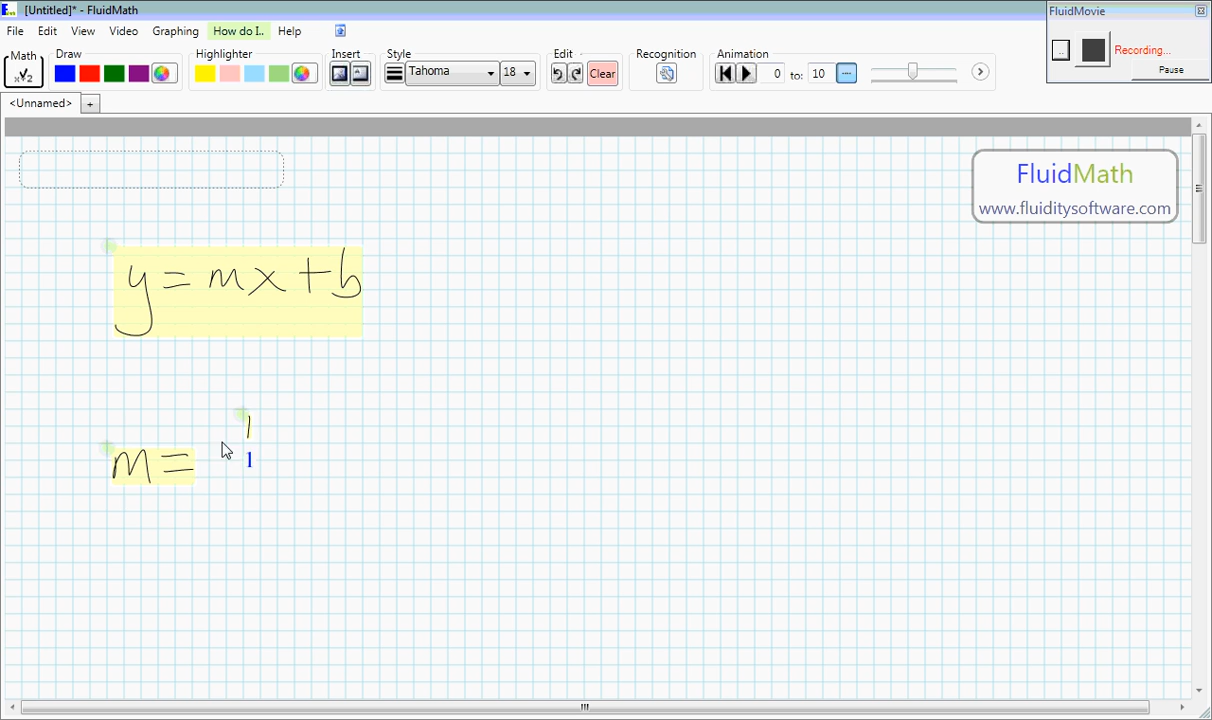 [Untitled]* - FluidMath
FluidMovie
File Edit View Video Graphing How do I.. Help
Recording...
Pause
Math Draw Highlighter Insert Style Edit Recognition Animation
√2 Tahoma 18 Clear 0 to: 10
<Unnamed> +
FluidMath
www.fluiditysoftware.com
y = mx + b
1
m =
1